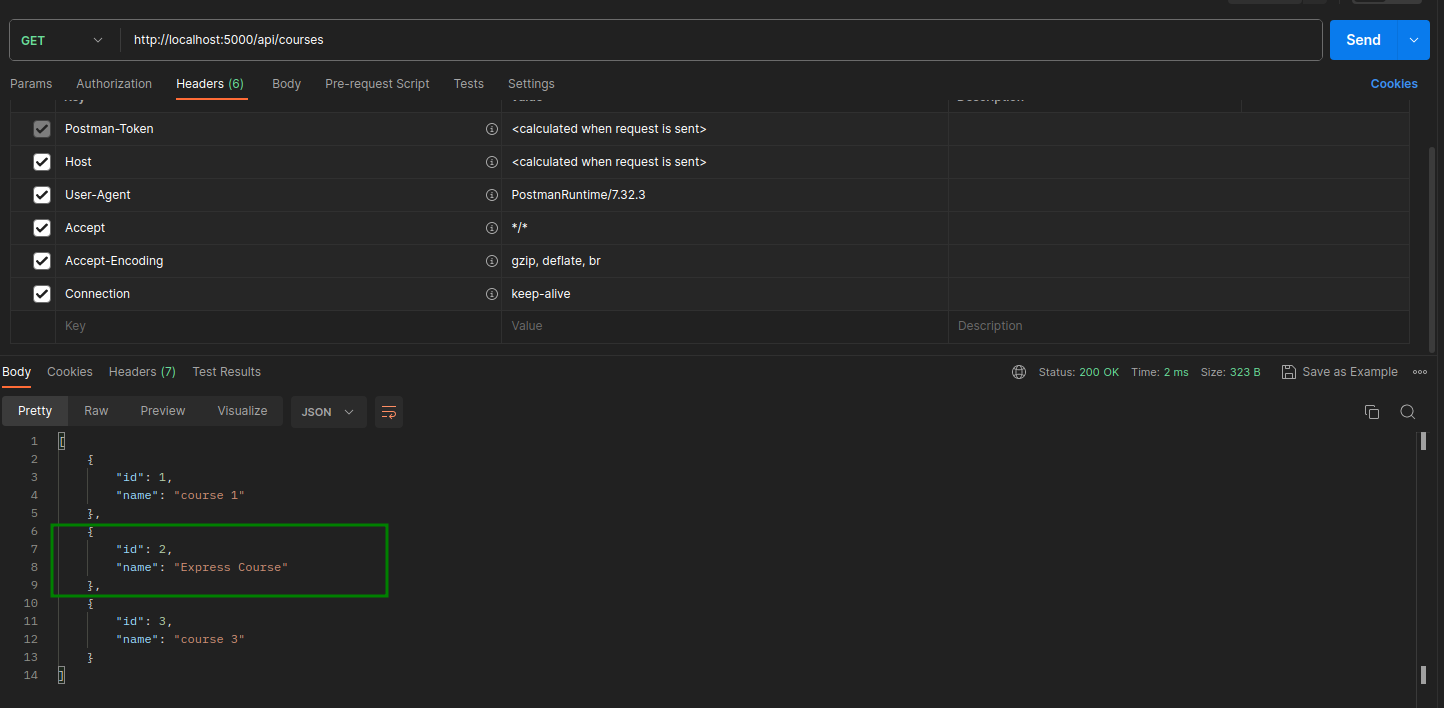 GET http://localhost:5000/api/courses Send
Params Authorization Headers (6) Body Pre-request Script Tests Settings Cookies
Postman-Token <calculated when request is sent>
Host <calculated when request is sent>
User-Agent PostmanRuntime/7.32.3
Accept */*
Accept-Encoding gzip, deflate, br
Connection keep-alive
Key Value Description
Body Cookies Headers (7) Test Results Status: 200 OK Time: 2 ms Size: 323 B Save as Example
Pretty Raw Preview Visualize JSON
1 [
2 {
3 "id": 1,
4 "name": "course 1"
5 },
6 {
7 "id": 2,
8 "name": "Express Course"
9 },
10 {
11 "id": 3,
12 "name": "course 3"
13 }
14 ]